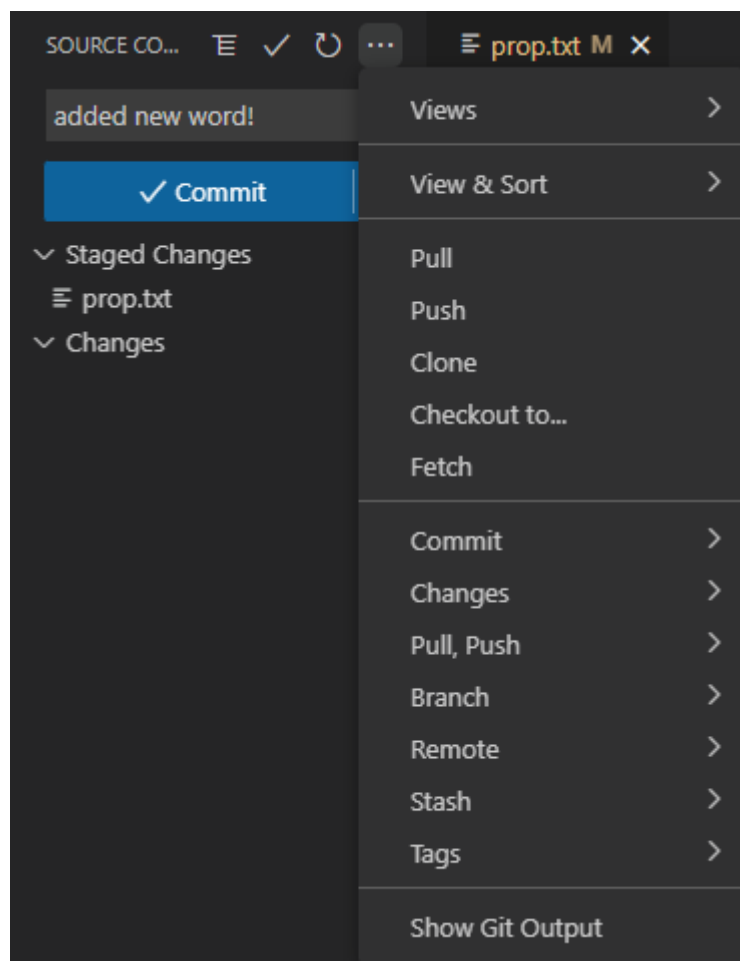 SOURCE CO... prop.txt M
added new word!
Commit
Staged Changes
prop.txt
Changes
Views
View & Sort
Pull
Push
Clone
Checkout to...
Fetch
Commit
Changes
Pull, Push
Branch
Remote
Stash
Tags
Show Git Output